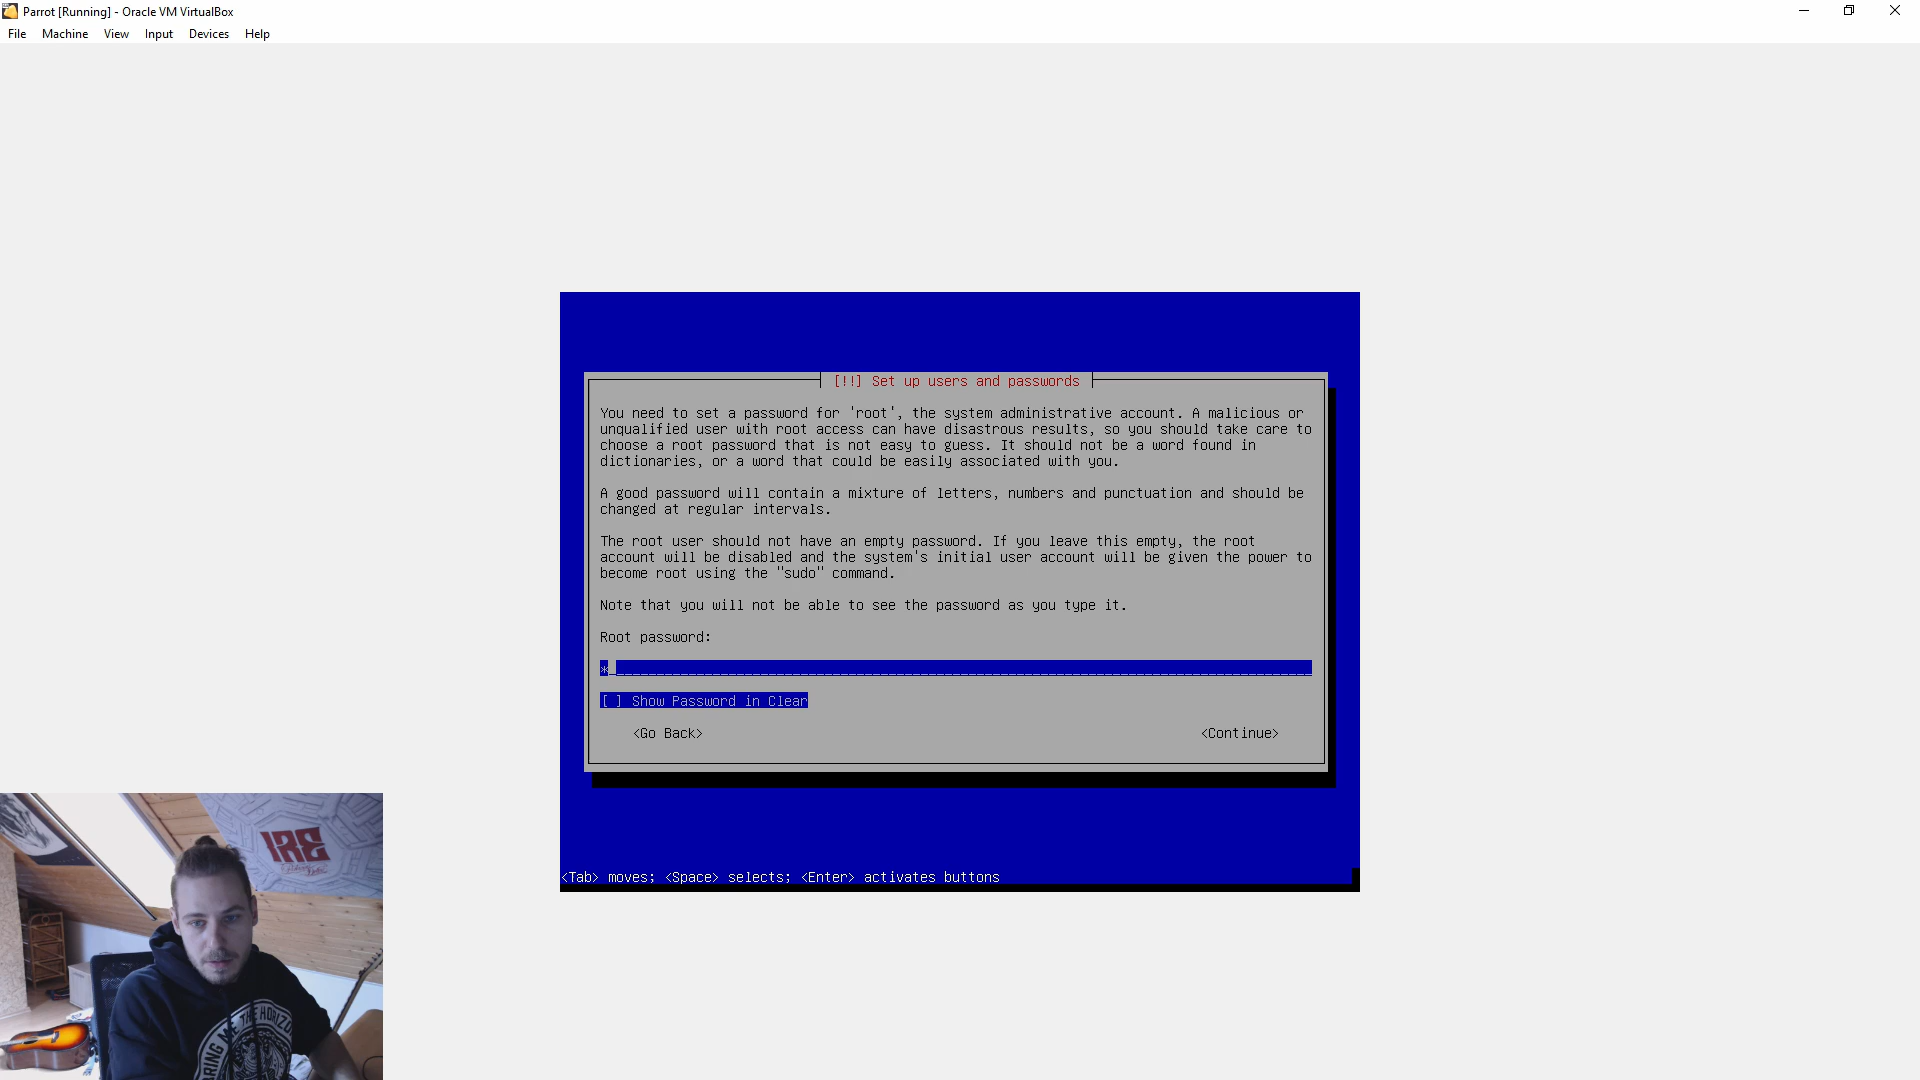 Parrot [Running] - Oracle VM VirtualBox
File Machine View Input Devices Help
[!!] Set up users and passwords
You need to set a password for 'root', the system administrative account. A malicious or
unqualified user with root access can have disastrous results, so you should take care to
choose a root password that is not easy to guess. It should not be a word found in
dictionaries, or a word that could be easily associated with you.
A good password will contain a mixture of letters, numbers and punctuation and should be
changed at regular intervals.
The root user should not have an empty password. If you leave this empty, the root
account will be disabled and the system's initial user account will be given the power to
become root using the "sudo" command.
Note that you will not be able to see the password as you type it.
Root password:
*
[ ] Show Password in Clear
<Go Back> <Continue>
<Tab> moves; <Space> selects; <Enter> activates buttons
IRE
ARING ME THE HORIZO